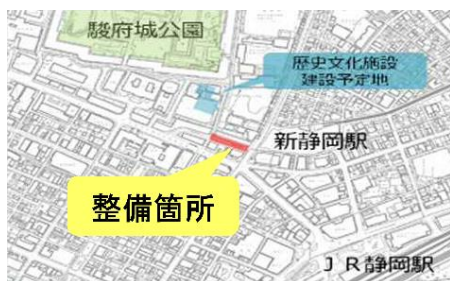 駿府城公園
歴史文化施設
建設予定地
新静岡駅
整備箇所
JR静岡駅